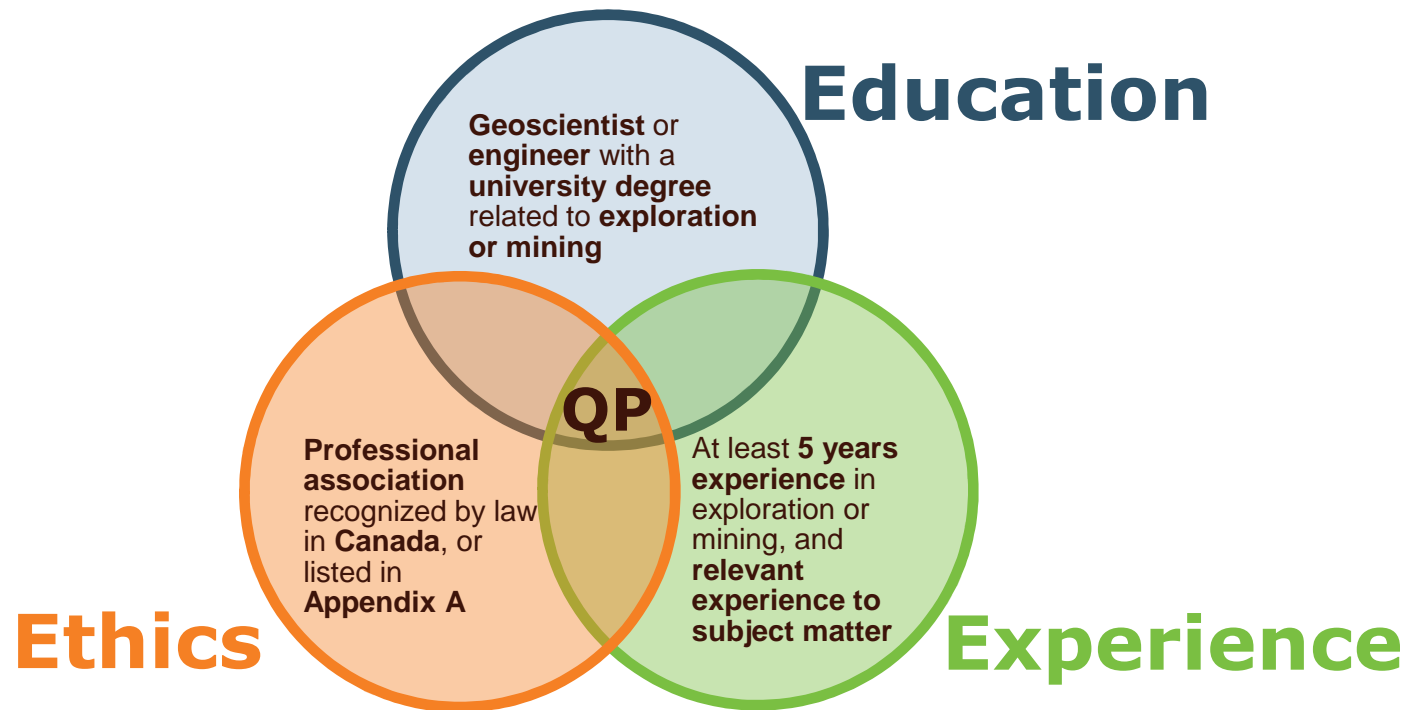 Education
Geoscientist or
engineer with a
university degree
related to exploration
or mining
QP
Professional
association
recognized by law
in Canada, or
listed in
Appendix A
Ethics
At least 5 years
experience in
exploration or
mining, and
relevant
experience to
subject matter
Experience